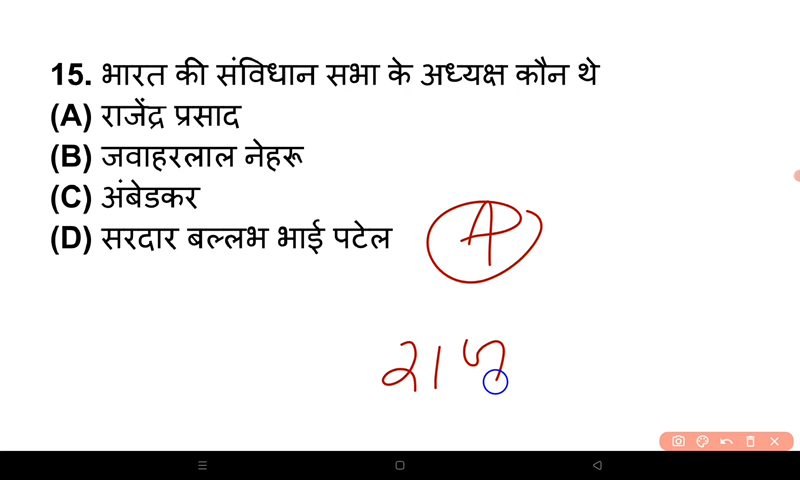 15. भारत की संविधान सभा के अध्यक्ष कौन थे
(A) राजेंद्र प्रसाद
(B) जवाहरलाल नेहरू
(C) अंबेडकर
(D) सरदार बल्लभ भाई पटेल
A
राज